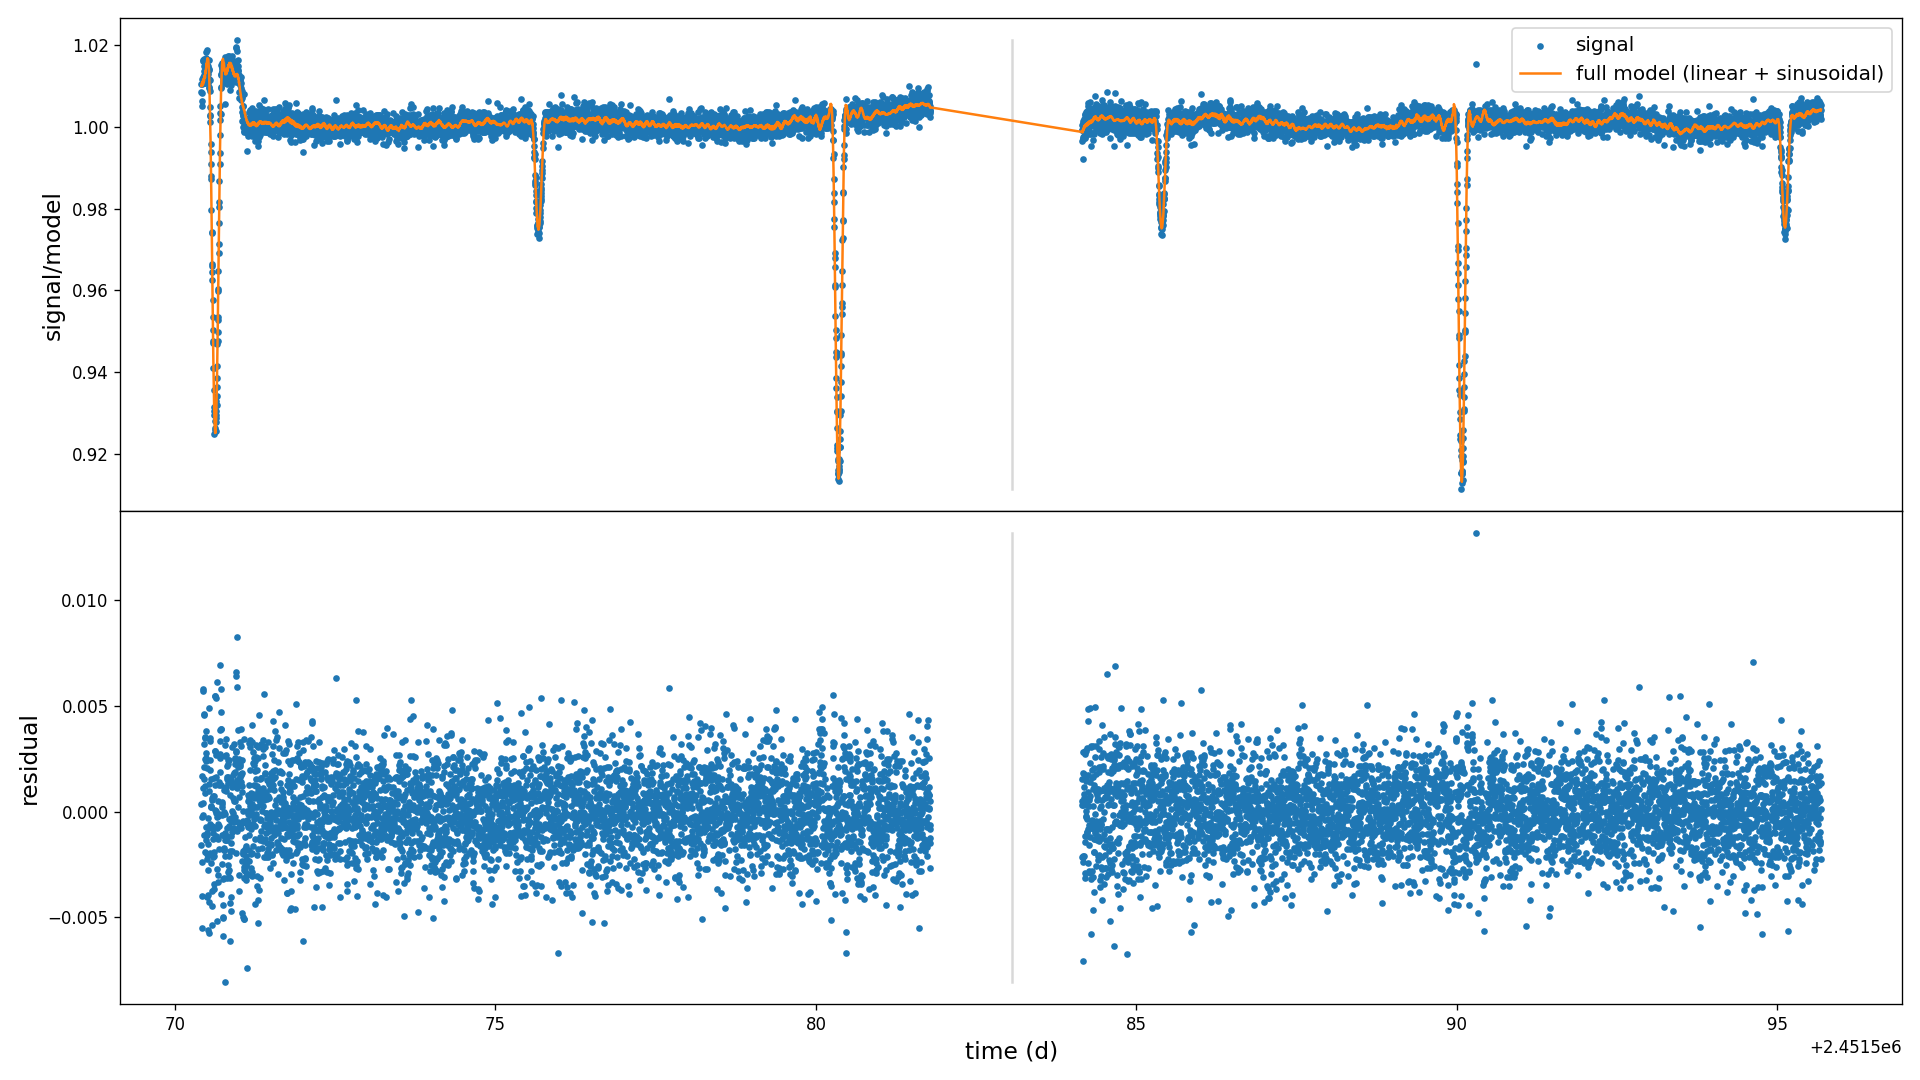 signal
full model (linear + sinusoidal)
signal/model
1.02
1.00
0.98
0.96
0.94
0.92
residual
0.010
0.005
0.000
−0.005
70 75 80 85 90 95
time (d)
+2.4515e6